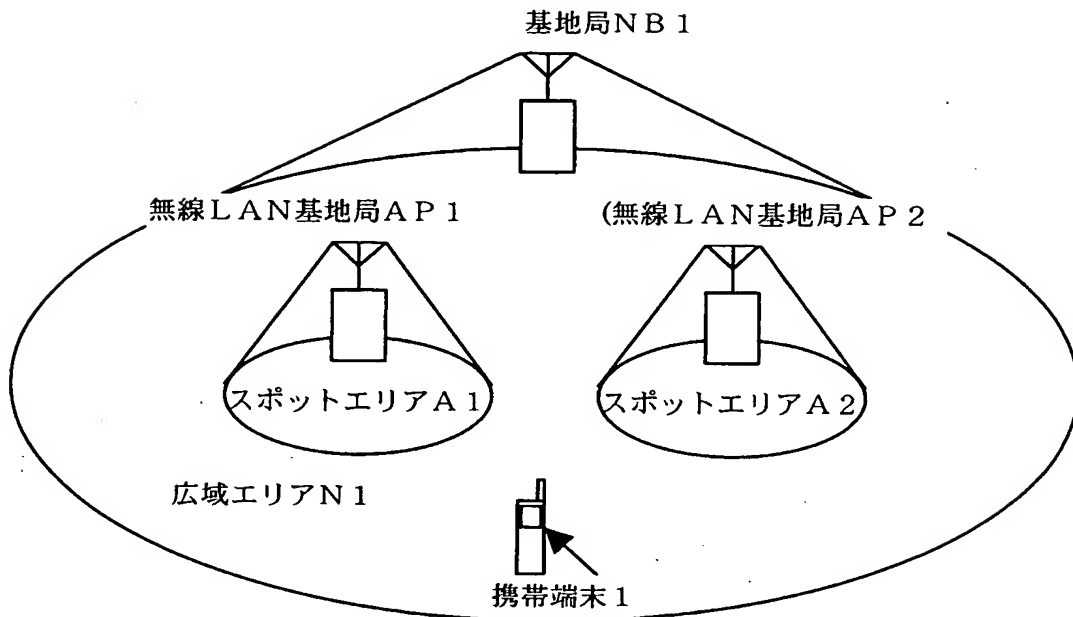 基地局ＮＢ１
無線ＬＡＮ基地局ＡＰ１
(無線ＬＡＮ基地局ＡＰ２
スポットエリアＡ１
スポットエリアＡ２
広域エリアＮ１
携帯端末１